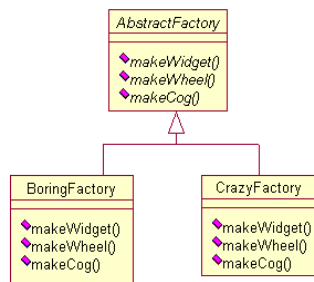 AbstractFactory
makeWidget()
makeWheel()
makeCog()
BoringFactory
makeWidget()
makeWheel()
makeCog()
CrazyFactory
makeWidget()
makeWheel()
makeCog()